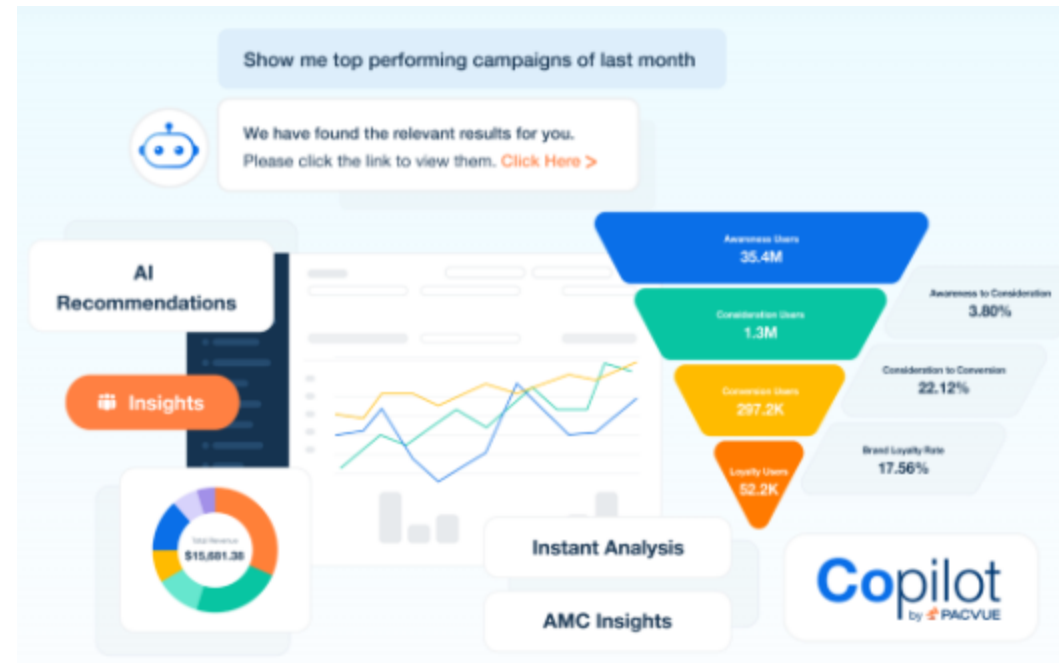 Show me top performing campaigns of last month
We have found the relevant results for you.
Please click the link to view them. Click Here >
AI
Recommendations
Insights
Total Revenue
$15,681.38
Awareness Users
35.4M
Consideration Users
1.3M
Conversion Users
297.2K
Loyalty Users
52.2K
Awareness to Consideration
3.80%
Consideration to Conversion
22.12%
Brand Loyalty Rate
17.56%
Instant Analysis
AMC Insights
Copilot
by PACVUE